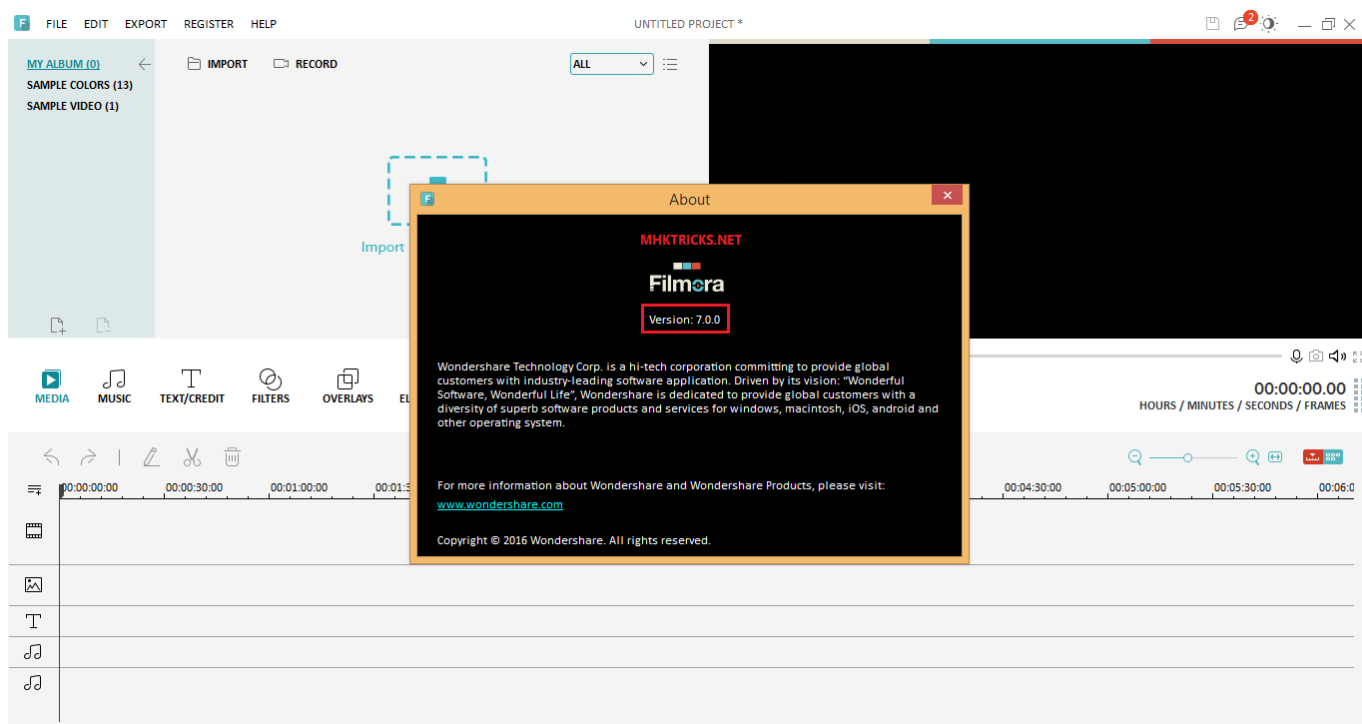 FILE EDIT EXPORT REGISTER HELP
UNTITLED PROJECT *
2
MY ALBUM (0)
SAMPLE COLORS (13)
SAMPLE VIDEO (1)
IMPORT RECORD
ALL
Import
F About
MHKTRICKS.NET
Filmora
Version: 7.0.0
Wondershare Technology Corp. is a hi-tech corporation committing to provide global
customers with industry-leading software application. Driven by its vision: “Wonderful
Software, Wonderful Life”, Wondershare is dedicated to provide global customers with a
diversity of superb software products and services for windows, macintosh, iOS, android and
other operating system.
For more information about Wondershare and Wondershare Products, please visit:
www.wondershare.com
Copyright © 2016 Wondershare. All rights reserved.
MEDIA MUSIC TEXT/CREDIT FILTERS OVERLAYS EL
00:00:00.00
HOURS / MINUTES / SECONDS / FRAMES
00:00:00:00 00:00:30:00 00:01:00:00 00:01:3 00:04:30:00 00:05:00:00 00:05:30:00 00:06:0